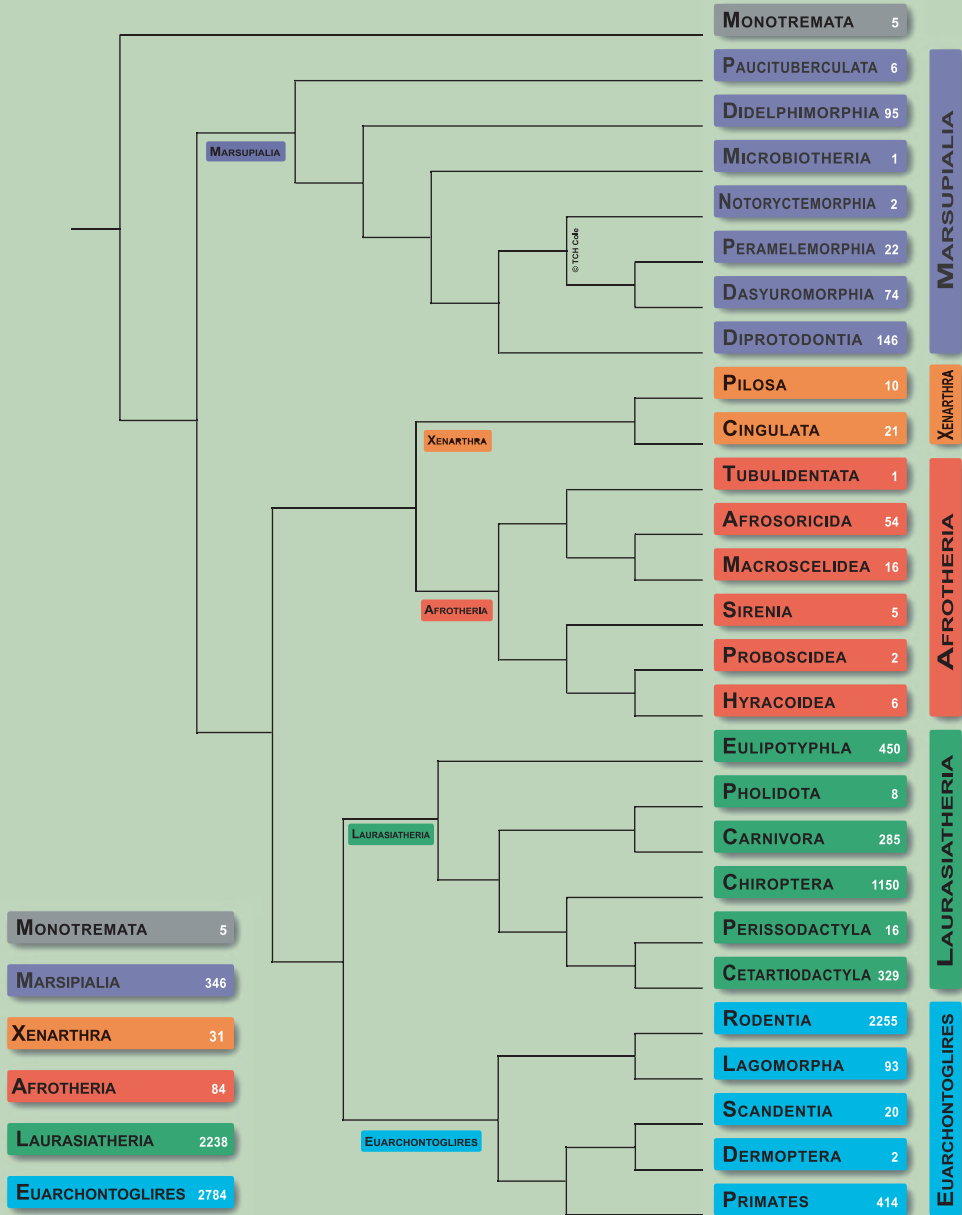 MONOTREMATA 5
PAUCITUBERCULATA 6
DIDELPHIMORPHIA 95
MARSUPIALIA
MICROBIOTHERIA 1
NOTORYCTEMORPHIA 2
© TCH Cole
PERAMELEMORPHIA 22
DASYUROMORPHIA 74
DIPROTODONTIA 146
MARSUPIALIA
PILOSA 10
CINGULATA 21
XENARTHRA
XENARTHRA
TUBULIDENTATA 1
AFROSORICIDA 54
MACROSCELIDEA 16
AFROTHERIA
SIRENIA 5
PROBOSCIDEA 2
HYRACOIDEA 6
AFROTHERIA
EULIPOTYPHLA 450
PHOLIDOTA 8
LAURASIATHERIA
CARNIVORA 285
CHIROPTERA 1150
PERISSODACTYLA 16
CETARTIODACTYLA 329
LAURASIATHERIA
RODENTIA 2255
LAGOMORPHA 93
SCANDENTIA 20
EUARCHONTOGLIRES
DERMOPTERA 2
PRIMATES 414
EUARCHONTOGLIRES
MONOTREMATA 5
MARSIPIALIA 346
XENARTHRA 31
AFROTHERIA 84
LAURASIATHERIA 2238
EUARCHONTOGLIRES 2784